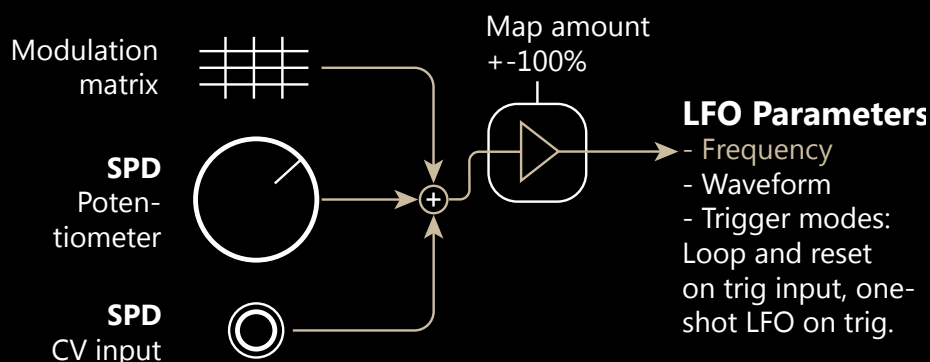 Modulation
matrix
Map amount
+-100%
SPD
Poten-
tiometer
+
SPD
CV input
LFO Parameters
- Frequency
- Waveform
- Trigger modes:
Loop and reset
on trig input, one-
shot LFO on trig.